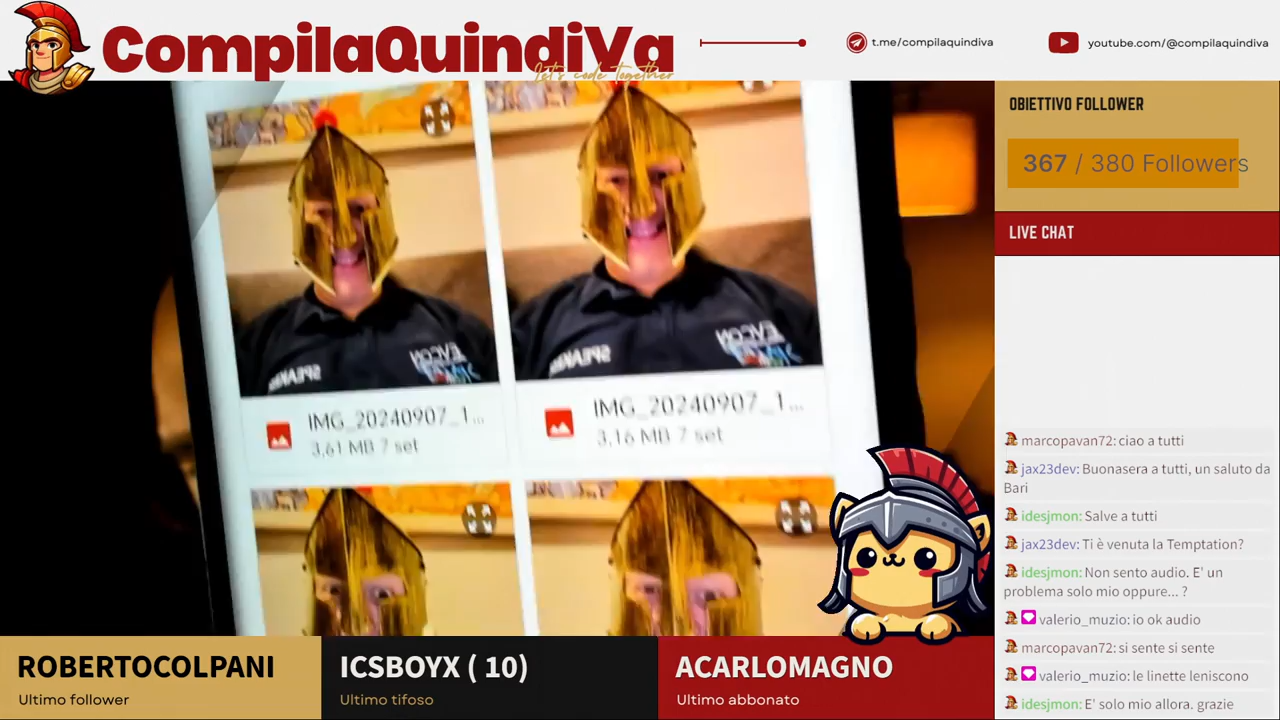 CompilaQuindiVa
Let's code together
t.me/compilaquindiva
youtube.com/@compilaquindiva
OBIETTIVO FOLLOWER
367 / 380 Followers
LIVE CHAT
marcopavan72: ciao a tutti
jax23dev: Buonasera a tutti, un saluto da
Bari
idesjmon: Salve a tutti
jax23dev: Ti è venuta la Temptation?
idesjmon: Non sento audio. E' un
problema solo mio oppure... ?
valerio_muzio: io ok audio
marcopavan72: si sente si sente
valerio_muzio: le linette leniscono
idesjmon: E' solo mio allora. grazie
SPEAKER
SPEAKER
IMG_20240907_1...
3,61 MB 7 set
IMG_20240907_1...
3,16 MB 7 set
ROBERTOCOLPANI
Ultimo follower
ICSBOYX ( 10)
Ultimo tifoso
ACARLOMAGNO
Ultimo abbonato